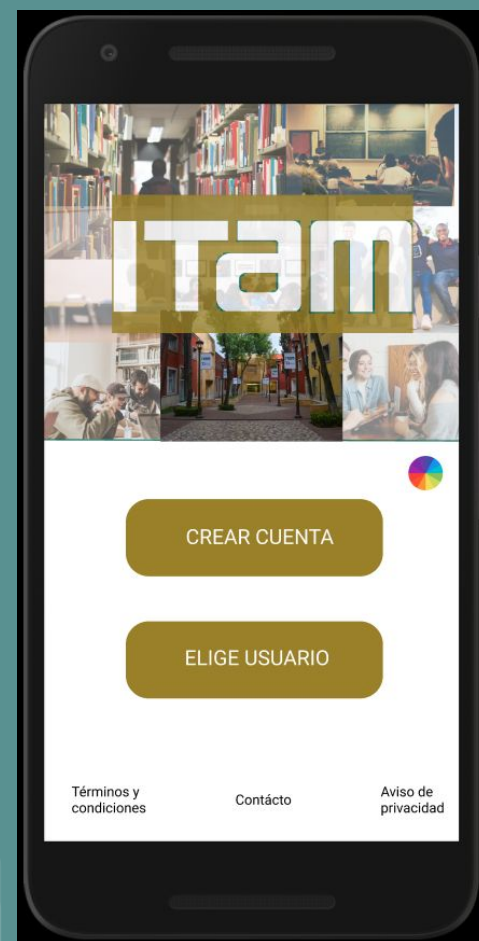 ITAM
CREAR CUENTA
ELIGE USUARIO
Términos y
condiciones
Contácto
Aviso de
privacidad